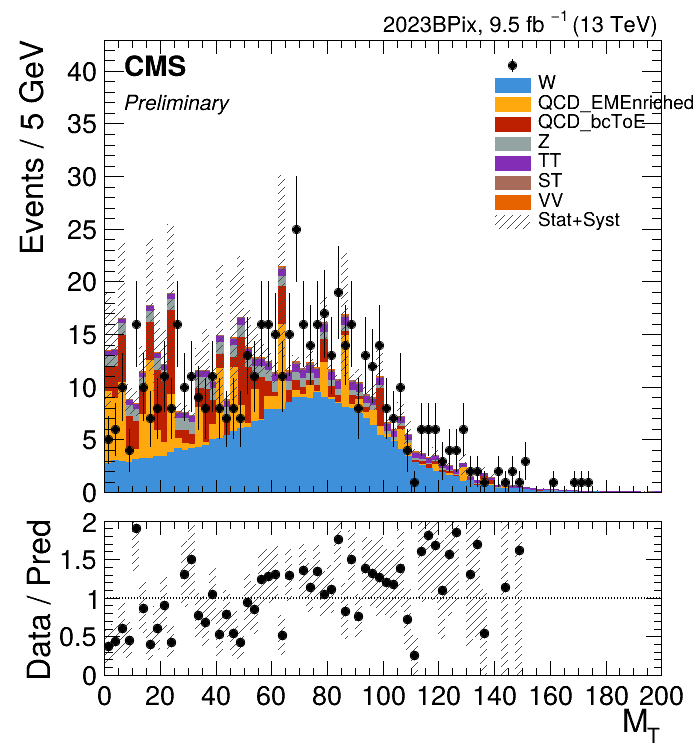 2023BPix, 9.5 fb⁻¹ (13 TeV)
Events / 5 GeV
CMS
Preliminary
W
QCD_EMEnriched
QCD_bcToE
Z
TT
ST
VV
Stat+Syst
40
35
30
25
20
15
10
5
0
Data / Pred
2
1.5
1
0.5
0
0 20 40 60 80 100 120 140 160 180 200
M_T